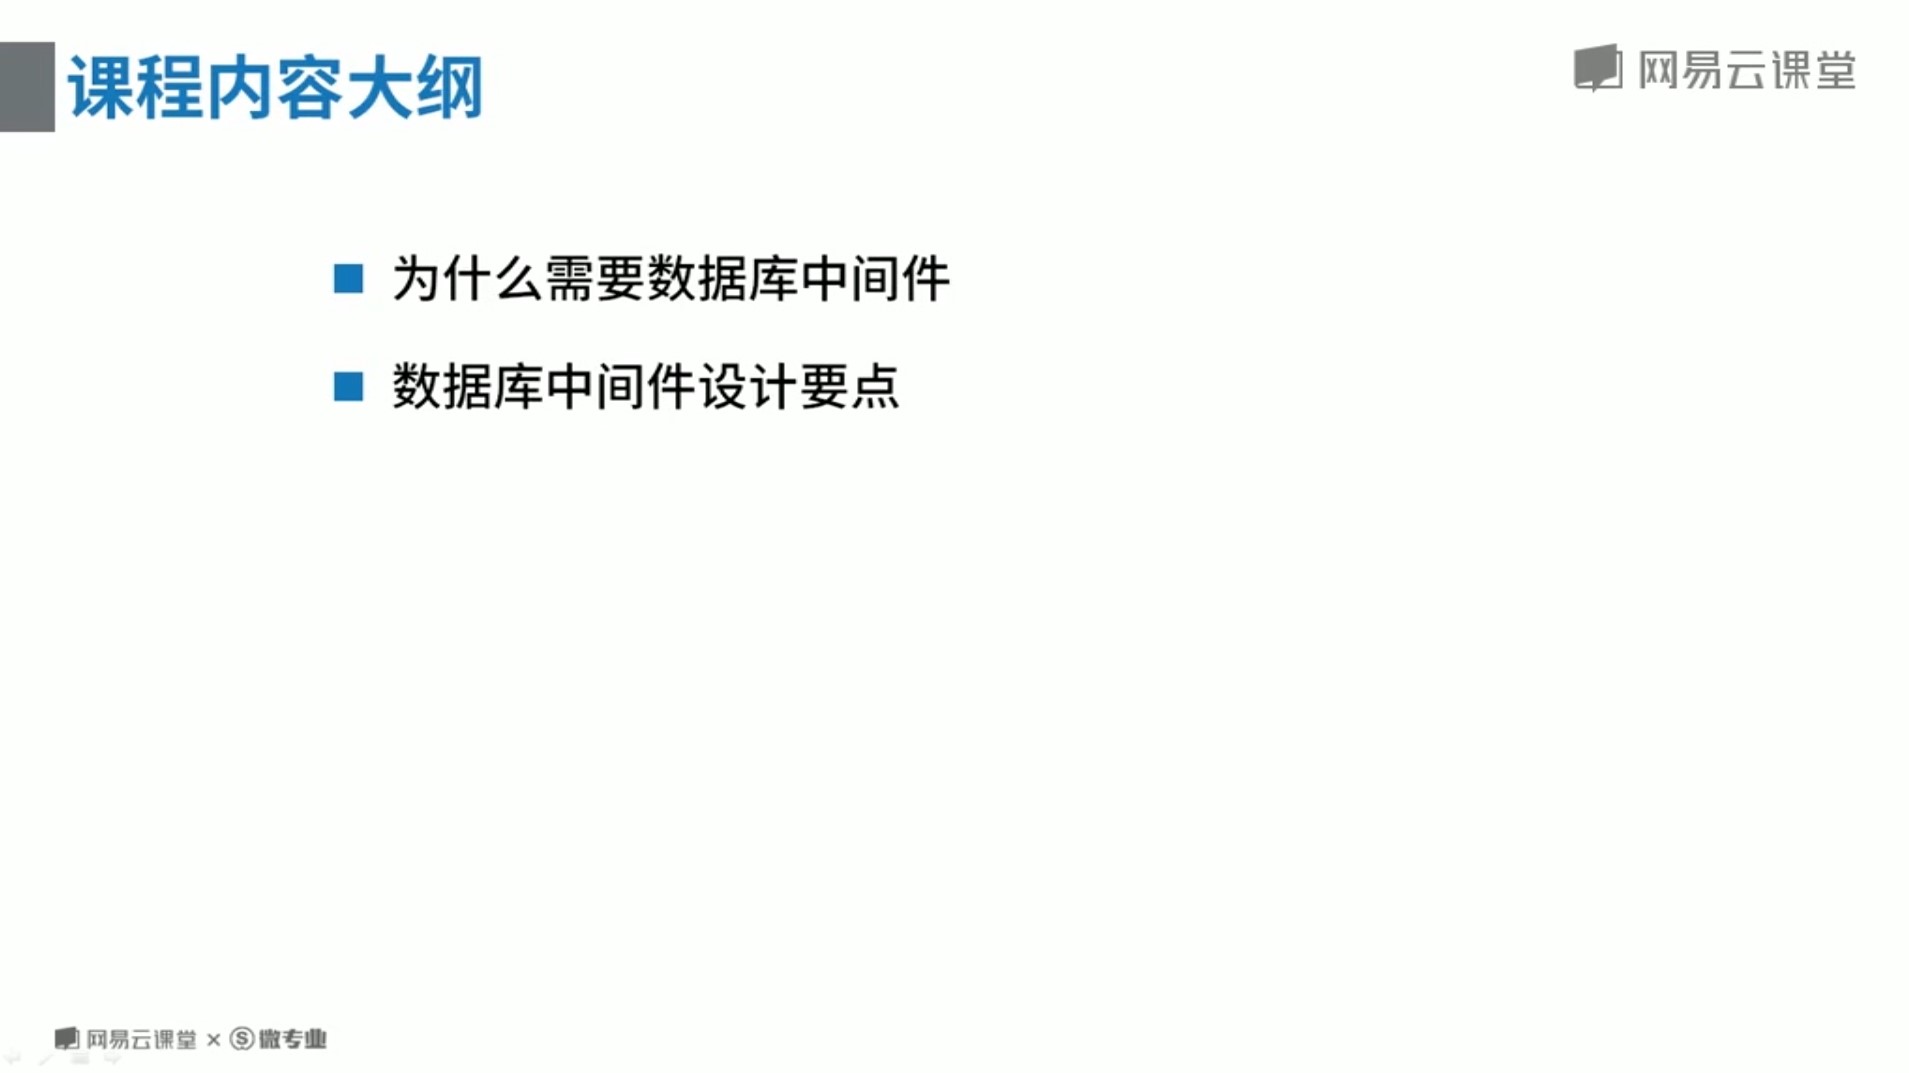 课程内容大纲
网易云课堂
为什么需要数据库中间件
数据库中间件设计要点
网易云课堂 × Ⓢ微专业